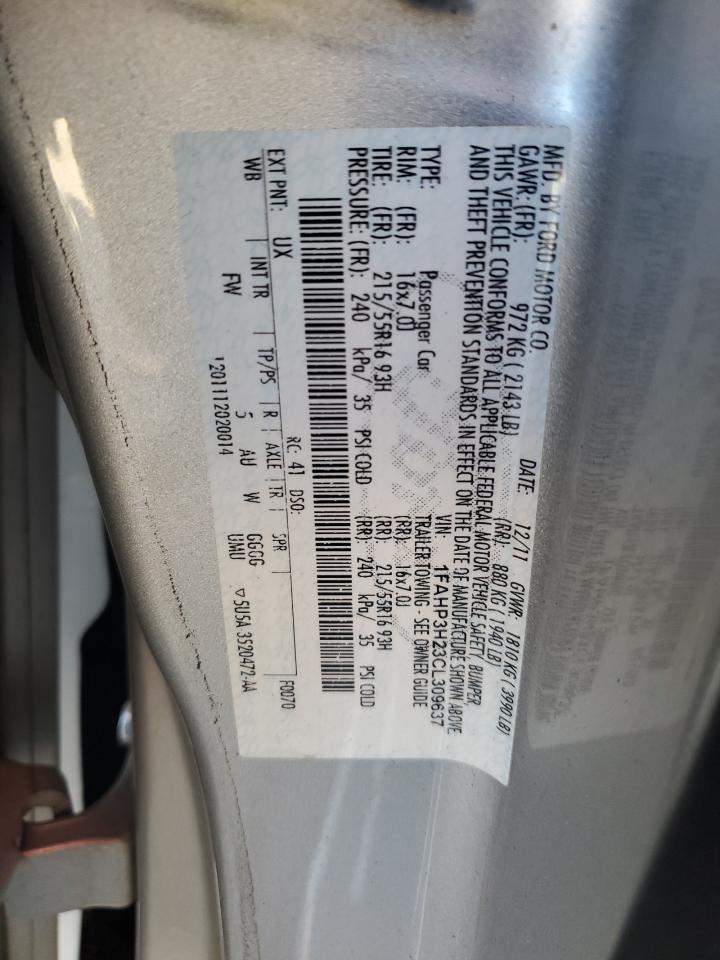 MFD. BY FORD MOTOR CO.
DATE: 12/11 GVWR: 1810 KG ( 3990 LB)
GAWR: (FR): 972 KG ( 2143 LB) (RR): 880 KG ( 1940 LB)
THIS VEHICLE CONFORMS TO ALL APPLICABLE FEDERAL MOTOR VEHICLE SAFETY / BUMPER,
AND THEFT PREVENTION STANDARDS IN EFFECT ON THE DATE OF MANUFACTURE SHOWN ABOVE
VIN: 1FAHP3H23CL309637
TYPE: Passenger Car TRAILER TOWING - SEE OWNER GUIDE
RIM: (FR): 16x7.0J (RR): 16x7.0J
TIRE: (FR): 215/55R16 93H (RR): 215/55R16 93H
PRESSURE: (FR): 240 kPa/ 35 PSI COLD (RR): 240 kPa/ 35 PSI COLD
RC: 41 DSO: F0070
EXT PNT: UX
WB INT TR TP/PS R AXLE TR SPR
FW 5 AU W GGGG
UMU
1201112020014 ▽5U5A 3520472-AA